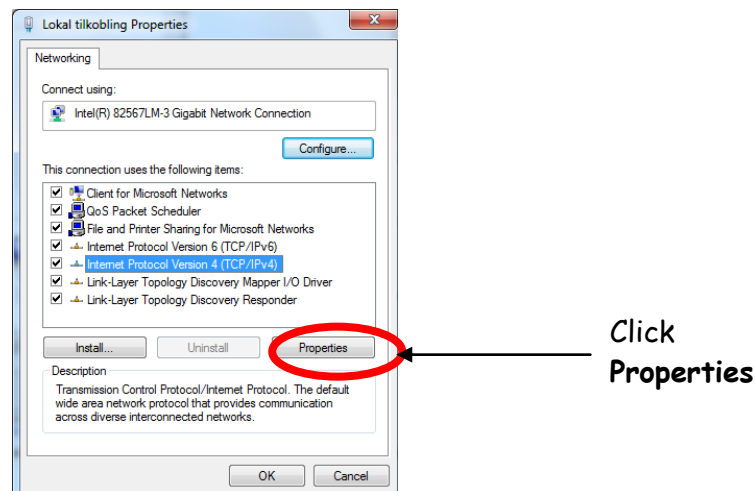 Lokal tilkobling Properties
Networking
Connect using:
Intel(R) 82567LM-3 Gigabit Network Connection
Configure...
This connection uses the following items:
Client for Microsoft Networks
QoS Packet Scheduler
File and Printer Sharing for Microsoft Networks
Internet Protocol Version 6 (TCP/IPv6)
Internet Protocol Version 4 (TCP/IPv4)
Link-Layer Topology Discovery Mapper I/O Driver
Link-Layer Topology Discovery Responder
Install...
Uninstall
Properties
Description
Transmission Control Protocol/Internet Protocol. The default
wide area network protocol that provides communication
across diverse interconnected networks.
OK
Cancel
Click
Properties